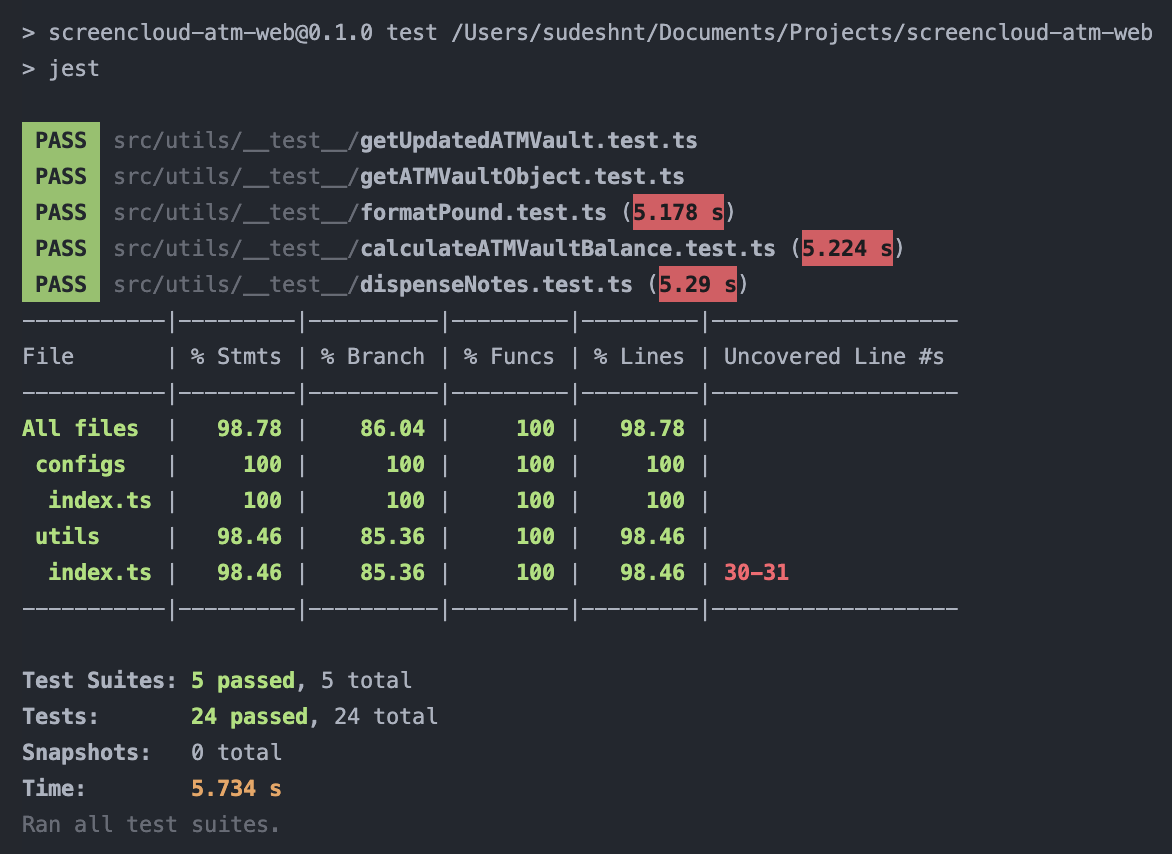 > screencloud-atm-web@0.1.0 test /Users/sudeshnt/Documents/Projects/screencloud-atm-web
> jest
PASS src/utils/__test__/getUpdatedATMVault.test.ts
PASS src/utils/__test__/getATMVaultObject.test.ts
PASS src/utils/__test__/formatPound.test.ts (5.178 s)
PASS src/utils/__test__/calculateATMVaultBalance.test.ts (5.224 s)
PASS src/utils/__test__/dispenseNotes.test.ts (5.29 s)
-----------|---------|----------|---------|---------|-------------------
File       | % Stmts | % Branch | % Funcs | % Lines | Uncovered Line #s
-----------|---------|----------|---------|---------|-------------------
All files  |   98.78 |    86.04 |     100 |   98.78 |
 configs   |     100 |      100 |     100 |     100 |
  index.ts |     100 |      100 |     100 |     100 |
 utils     |   98.46 |    85.36 |     100 |   98.46 |
  index.ts |   98.46 |    85.36 |     100 |   98.46 | 30-31
-----------|---------|----------|---------|---------|-------------------
Test Suites: 5 passed, 5 total
Tests:       24 passed, 24 total
Snapshots:   0 total
Time:        5.734 s
Ran all test suites.